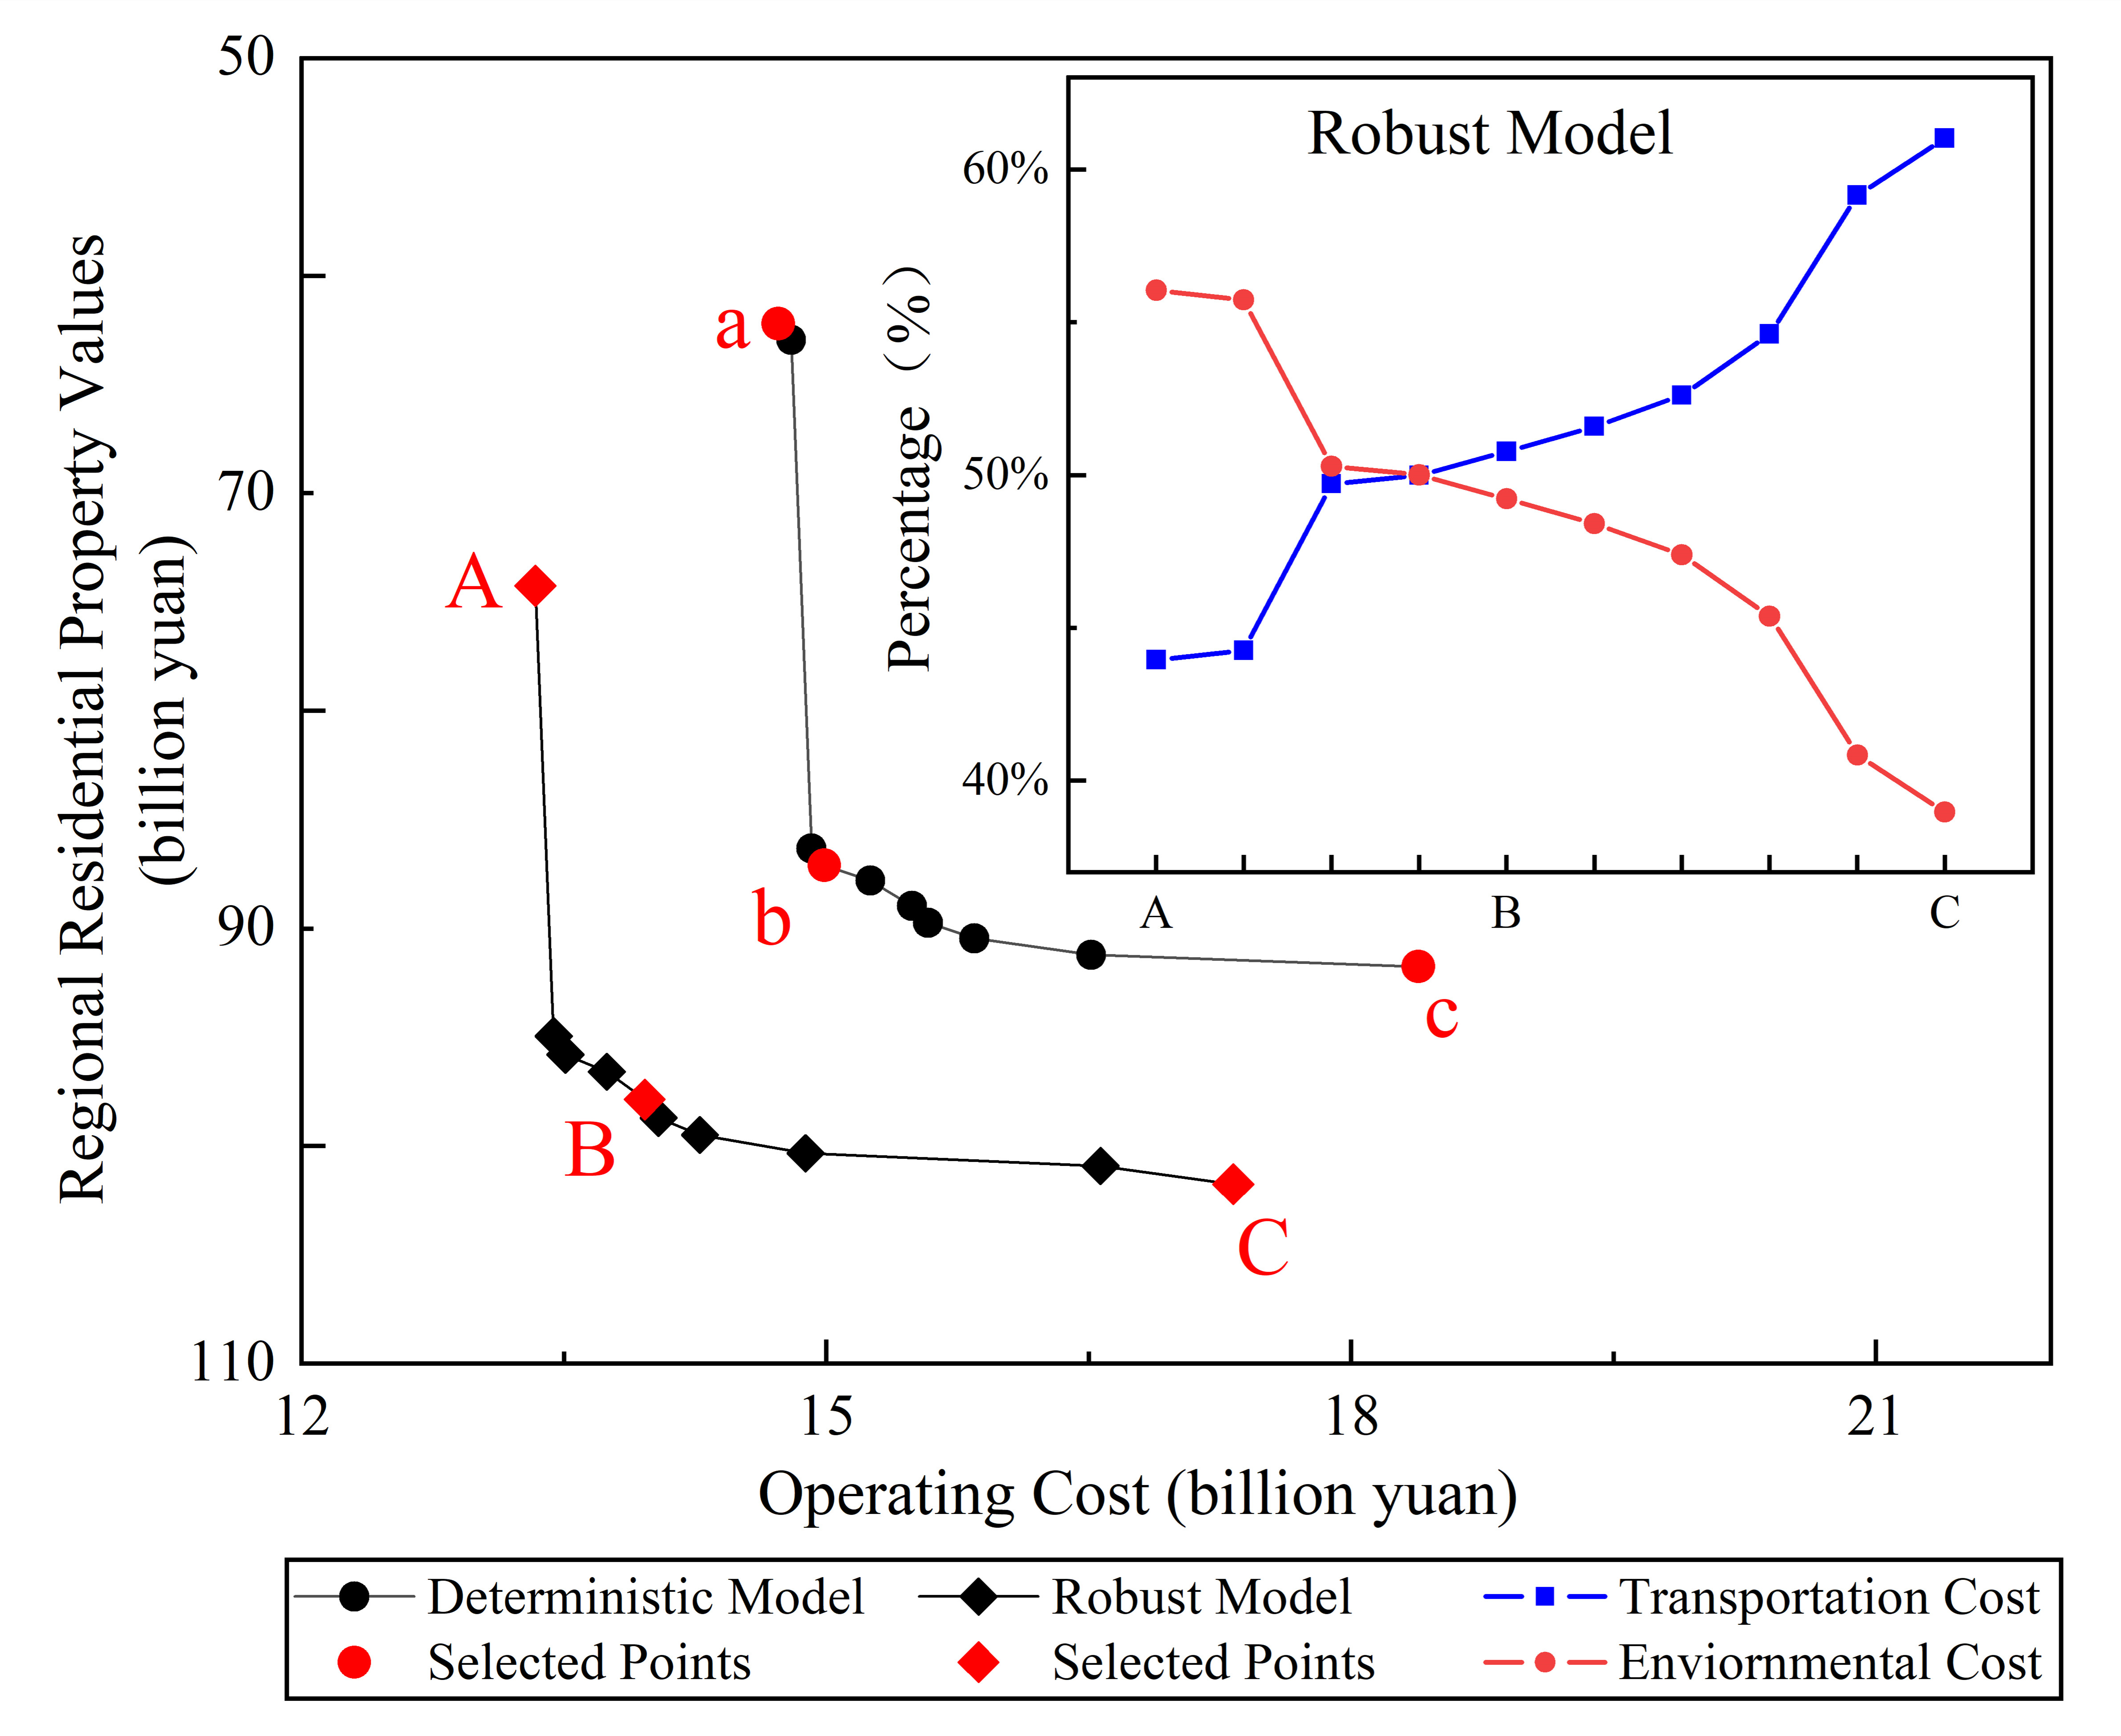 50
70
90
110
Regional Residential Property Values
(billion yuan)
a
b
c
A
B
C
Robust Model
60%
50%
40%
Percentage（%）
A B C
12 15 18 21
Operating Cost (billion yuan)
Deterministic Model Robust Model Transportation Cost
Selected Points Selected Points Enviornmental Cost